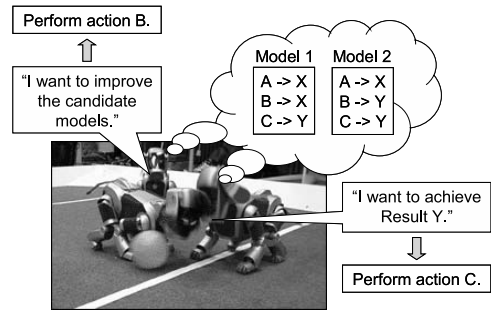 Perform action B.
"I want to improve
the candidate
models."
Model 1
A -> X
B -> X
C -> Y
Model 2
A -> X
B -> Y
C -> Y
"I want to achieve
Result Y."
Perform action C.